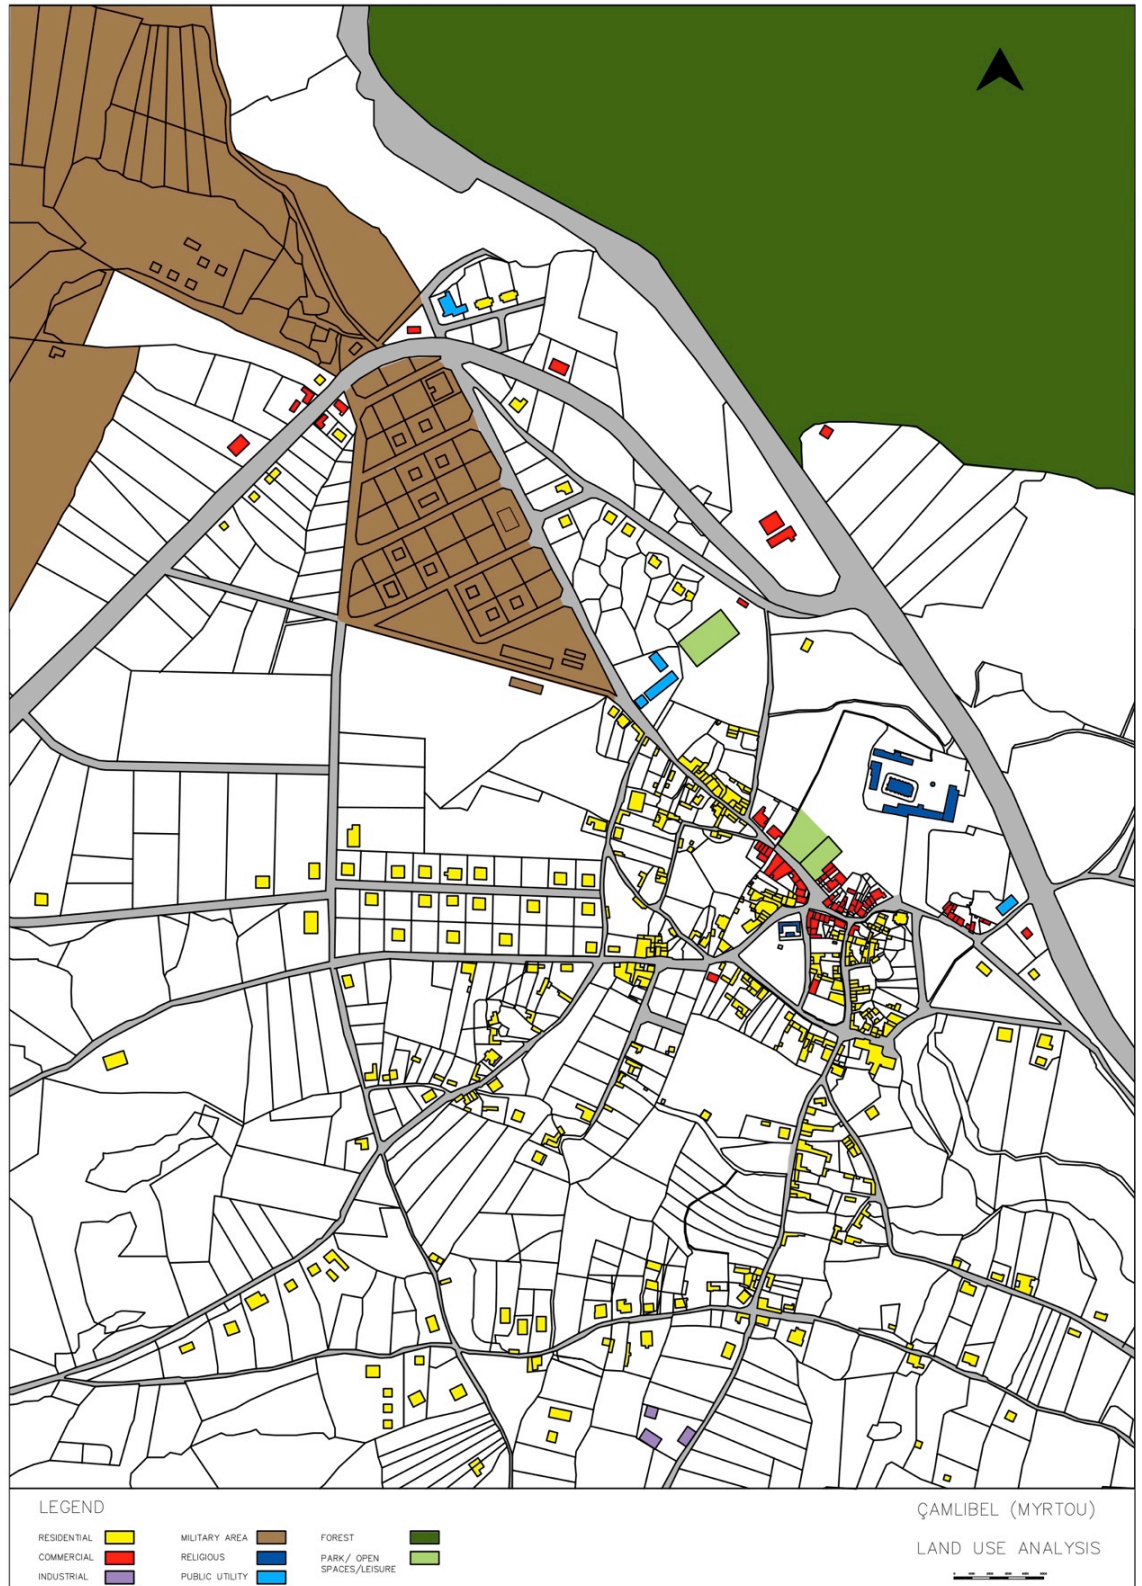 LEGEND
RESIDENTIAL
COMMERCIAL
INDUSTRIAL
MILITARY AREA
RELIGIOUS
PUBLIC UTILITY
FOREST
PARK/ OPEN
SPACES/LEISURE
ÇAMLIBEL (MYRTOU)
LAND USE ANALYSIS